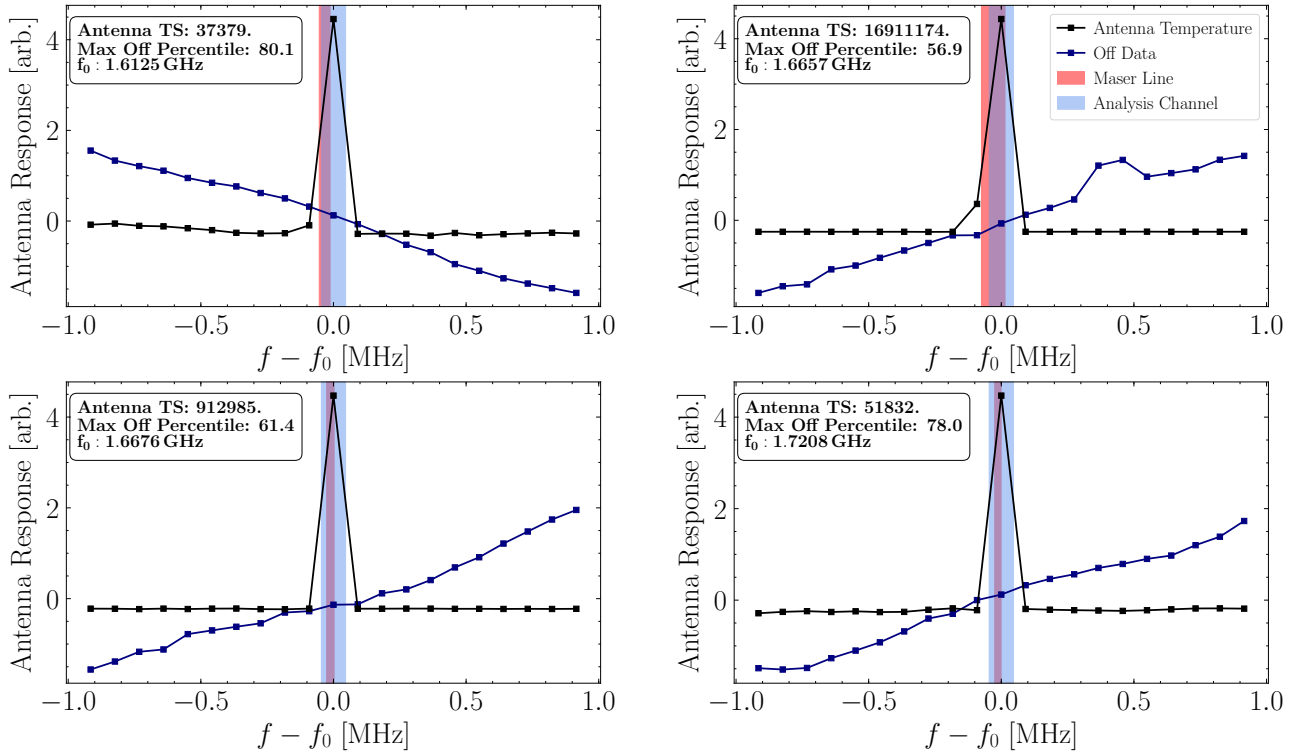 Antenna TS: 37379.
Max Off Percentile: 80.1
f₀ : 1.6125 GHz
Antenna Response [arb.]
4
2
0
−1.0 −0.5 0.0 0.5 1.0
f − f₀ [MHz]
Antenna TS: 16911174.
Max Off Percentile: 56.9
f₀ : 1.6657 GHz
Antenna Temperature
Off Data
Maser Line
Analysis Channel
Antenna Response [arb.]
4
2
0
−1.0 −0.5 0.0 0.5 1.0
f − f₀ [MHz]
Antenna TS: 912985.
Max Off Percentile: 61.4
f₀ : 1.6676 GHz
Antenna Response [arb.]
4
2
0
−1.0 −0.5 0.0 0.5 1.0
f − f₀ [MHz]
Antenna TS: 51832.
Max Off Percentile: 78.0
f₀ : 1.7208 GHz
Antenna Response [arb.]
4
2
0
−1.0 −0.5 0.0 0.5 1.0
f − f₀ [MHz]